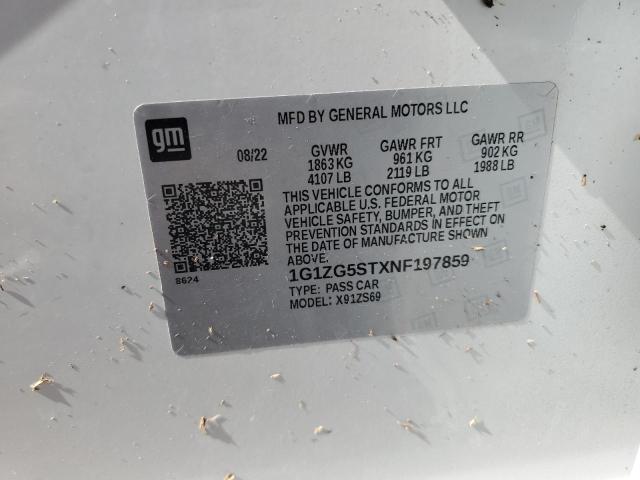 gm
MFD BY GENERAL MOTORS LLC
08/22
GVWR
1863 KG
4107 LB
GAWR FRT
961 KG
2119 LB
GAWR RR
902 KG
1988 LB
THIS VEHICLE CONFORMS TO ALL
APPLICABLE U.S. FEDERAL MOTOR
VEHICLE SAFETY, BUMPER, AND THEFT
PREVENTION STANDARDS IN EFFECT ON
THE DATE OF MANUFACTURE SHOWN
ABOVE.
8624
1G1ZG5STXNF197859
TYPE: PASS CAR
MODEL: X91ZS69